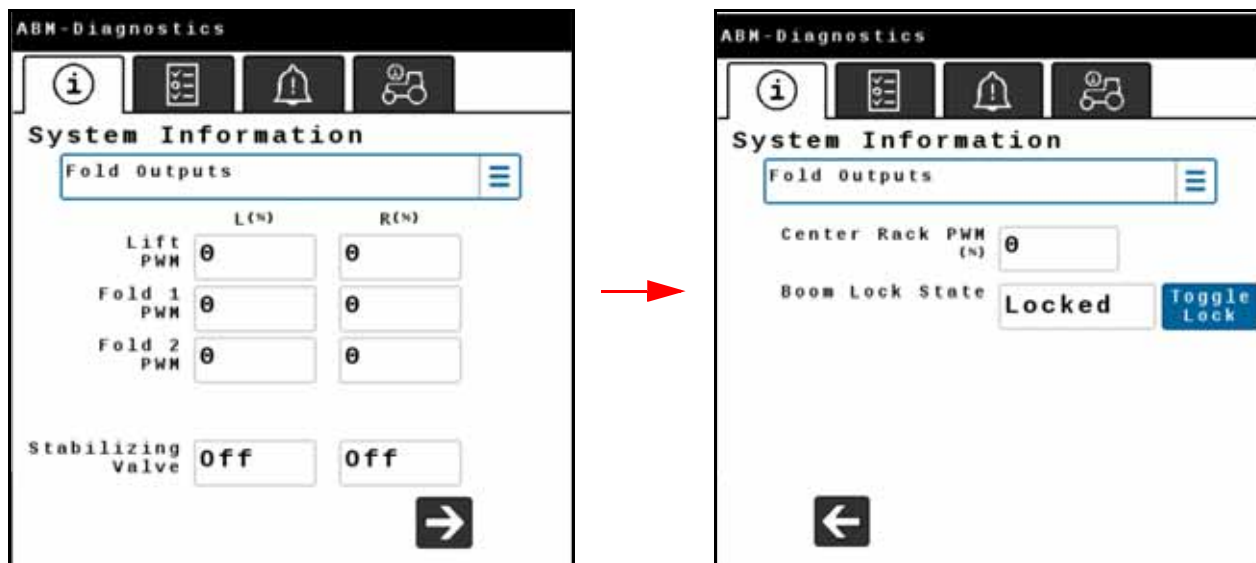 ABM-Diagnostics
System Information
Fold Outputs
L(%) R(%)
Lift PWM 0 0
Fold 1 PWM 0 0
Fold 2 PWM 0 0
Stabilizing Valve Off Off
ABM-Diagnostics
System Information
Fold Outputs
Center Rack PWM (%) 0
Boom Lock State Locked Toggle Lock